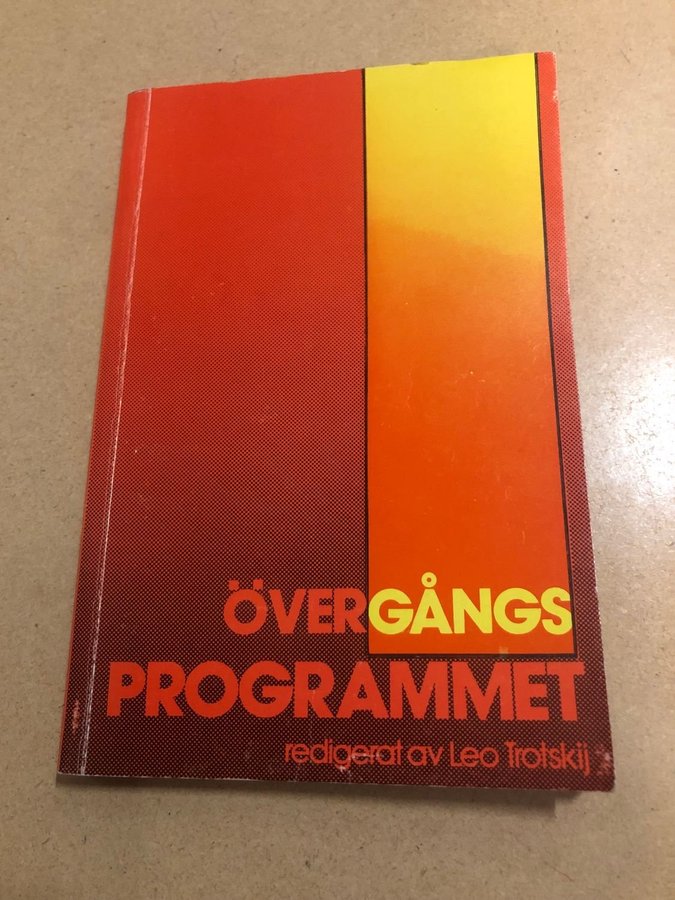 ÖVERGÅNGS
PROGRAMMET
redigerat av Leo Trotskij